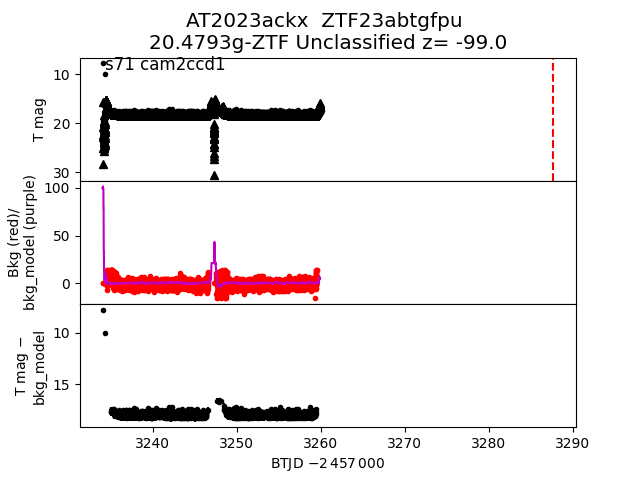 AT2023ackx  ZTF23abtgfpu
20.4793g-ZTF Unclassified z= -99.0
s71 cam2ccd1
10
20
30
T mag
100
50
0
Bkg (red)/
bkg_model (purple)
10
15
T mag −
bkg_model
3240 3250 3260 3270 3280 3290
BTJD −2 457 000